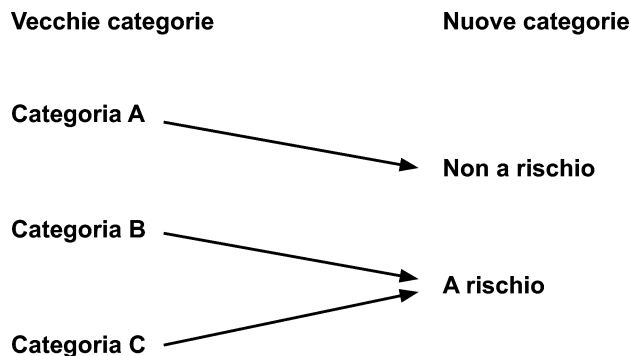 Vecchie categorie
Nuove categorie
Categoria A
Non a rischio
Categoria B
A rischio
Categoria C